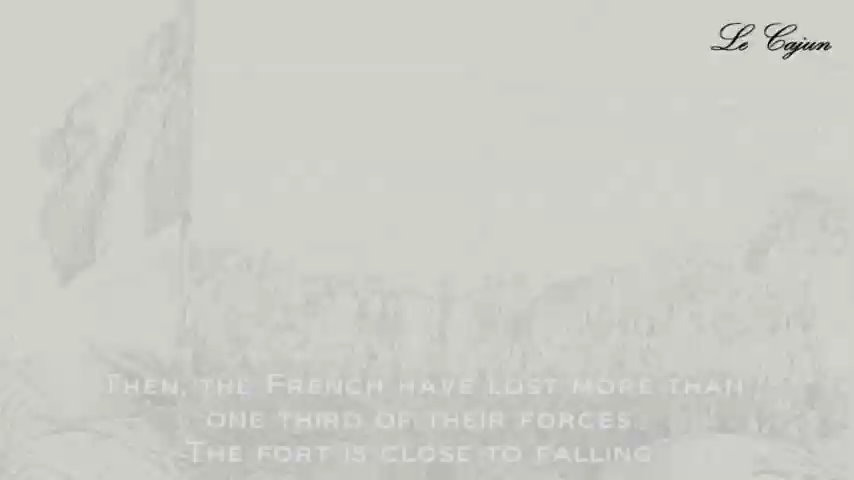 Le Cajun
Then, the French have lost more than
one third of their forces.
The fort is close to falling